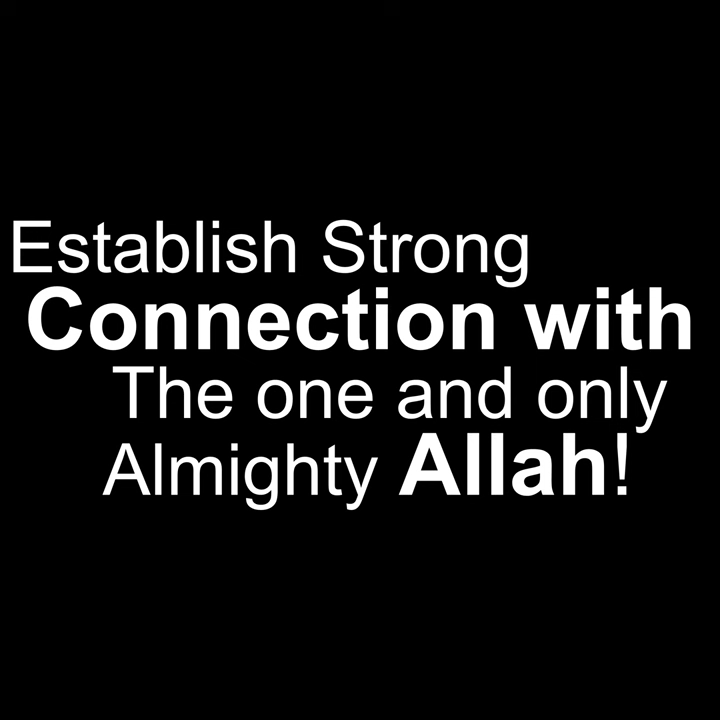 Establish Strong
Connection with
The one and only
Almighty Allah!